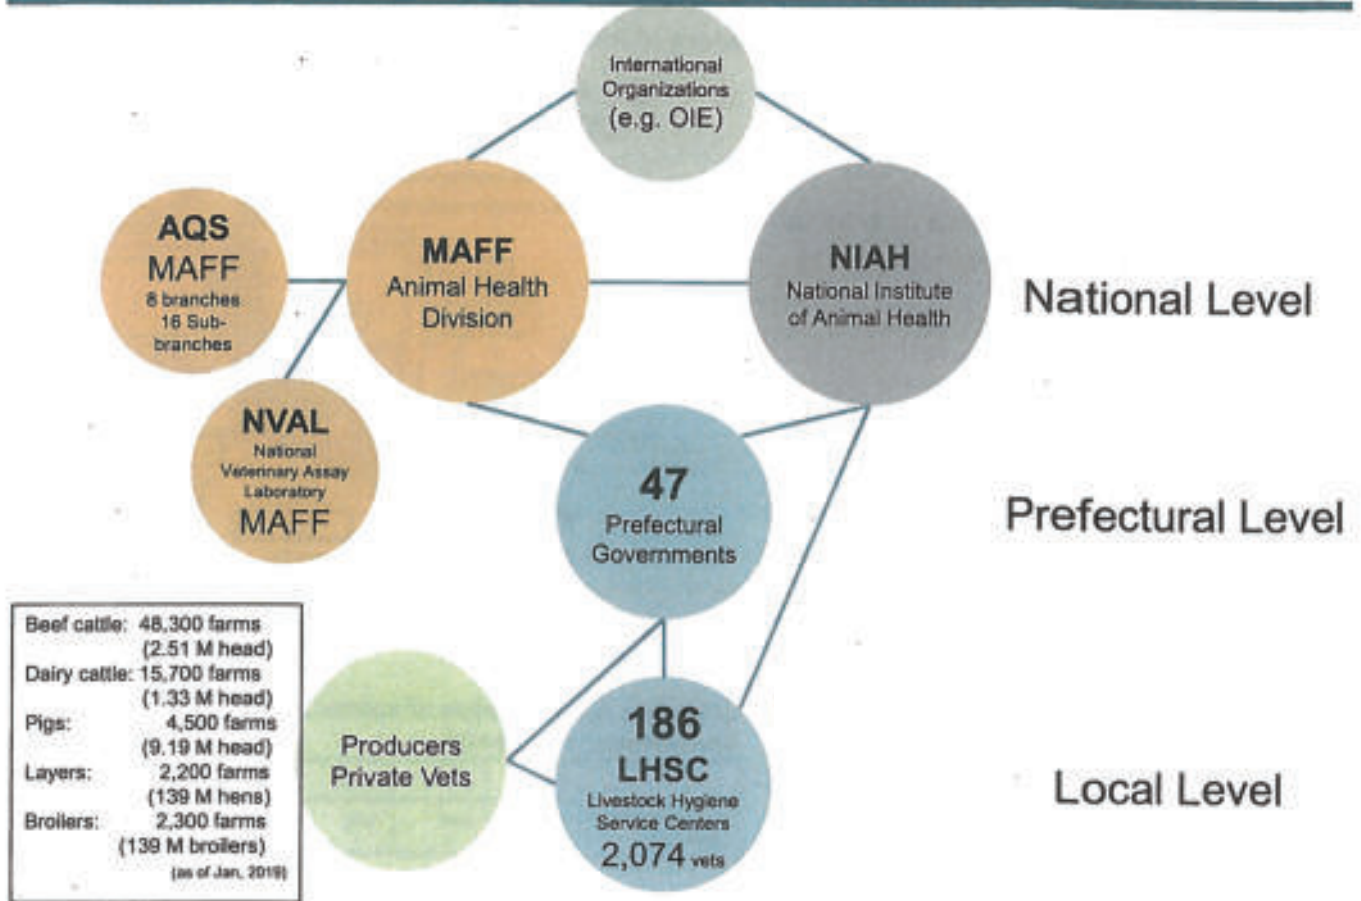 International
Organizations
(e.g. OIE)
AQS
MAFF
8 branches
16 Sub-
branches
MAFF
Animal Health
Division
NIAH
National Institute
of Animal Health
National Level
NVAL
National
Veterinary Assay
Laboratory
MAFF
47
Prefectural
Governments
Prefectural Level
Beef cattle: 48,300 farms
(2.51 M head)
Dairy cattle: 15,700 farms
(1.33 M head)
Pigs: 4,500 farms
(9.19 M head)
Layers: 2,200 farms
(139 M hens)
Broilers: 2,300 farms
(139 M broilers)
(as of Jan, 2019)
Producers
Private Vets
186
LHSC
Livestock Hygiene
Service Centers
2,074 vets
Local Level